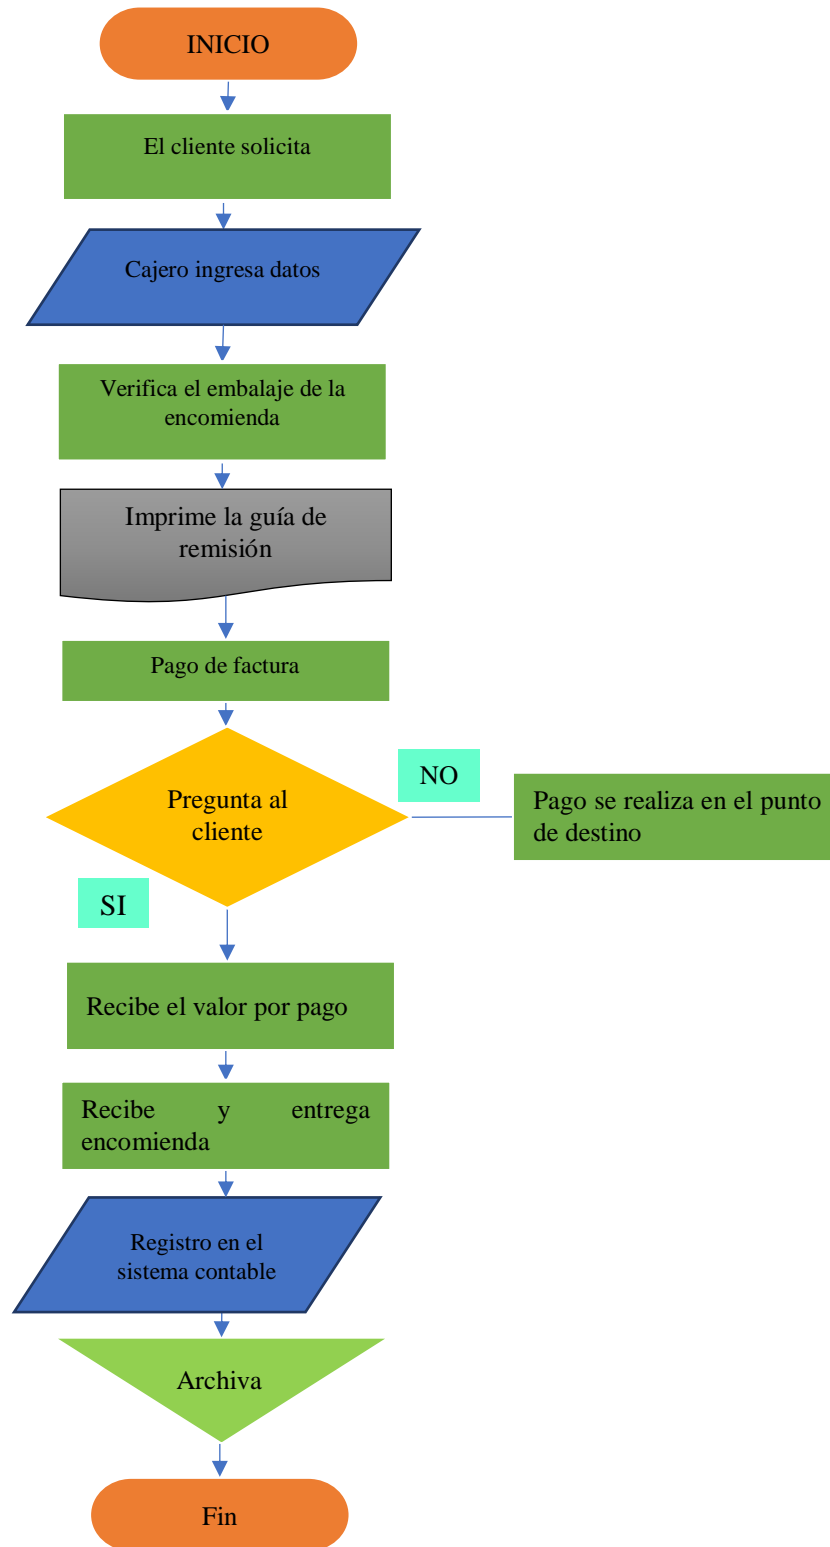 INICIO
El cliente solicita
Cajero ingresa datos
Verifica el embalaje de la
encomienda
Imprime la guía de
remisión
Pago de factura
Pregunta al
cliente
NO
Pago se realiza en el punto
de destino
SI
Recibe el valor por pago
Recibe y entrega
encomienda
Registro en el
sistema contable
Archiva
Fin